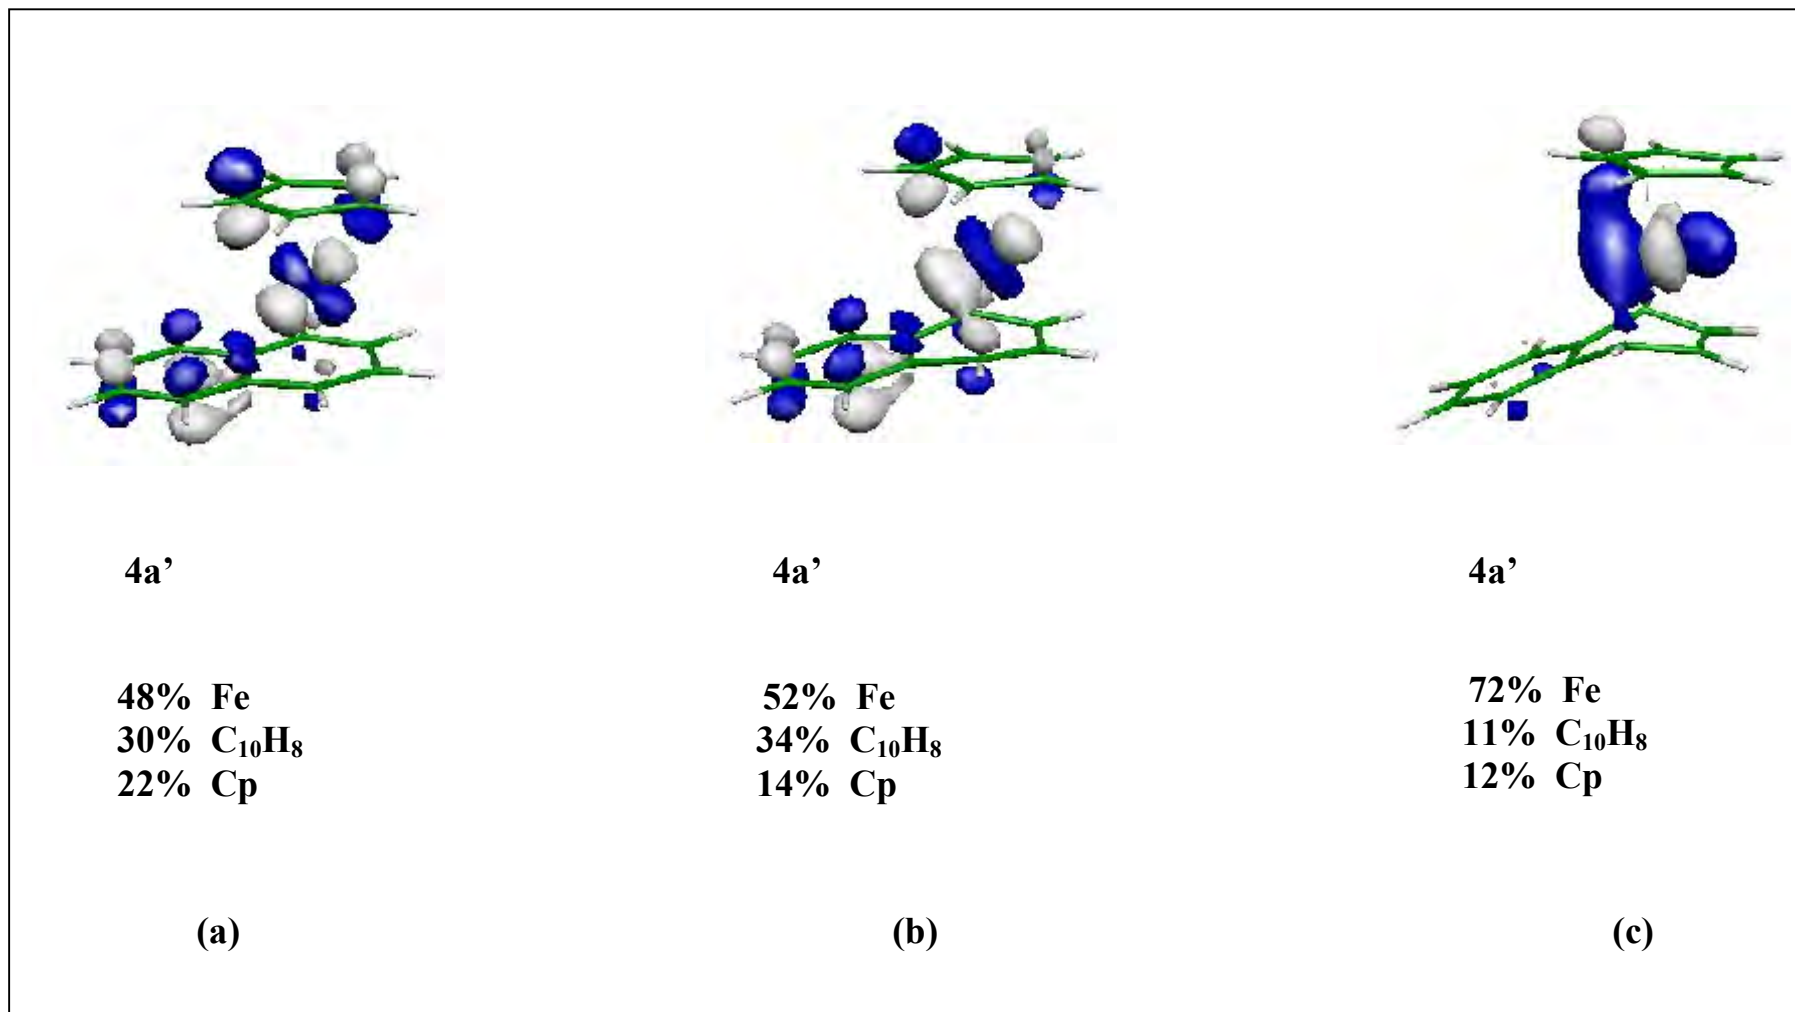 4a’ 4a’ 4a’
48% Fe 52% Fe 72% Fe
30% C₁₀H₈ 34% C₁₀H₈ 11% C₁₀H₈
22% Cp 14% Cp 12% Cp
(a) (b) (c)